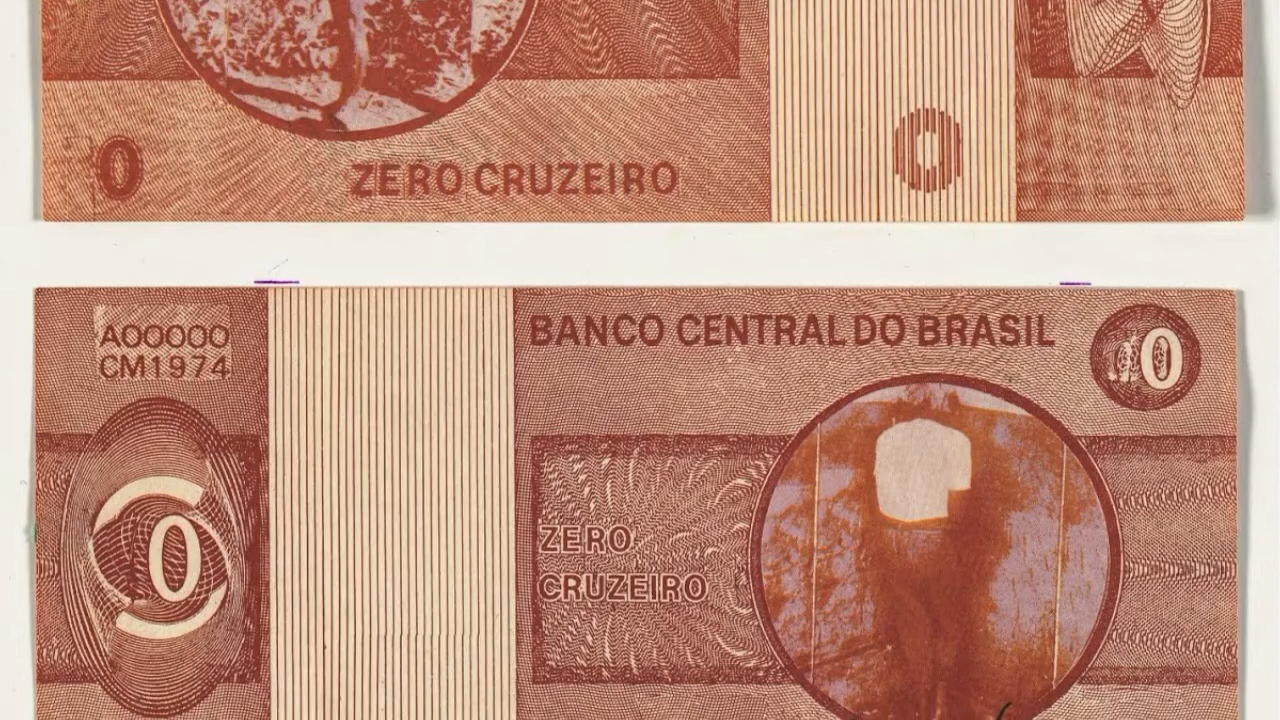 0
ZERO CRUZEIRO
0
A00000
CM1974
BANCO CENTRAL DO BRASIL
0
0
ZERO
CRUZEIRO